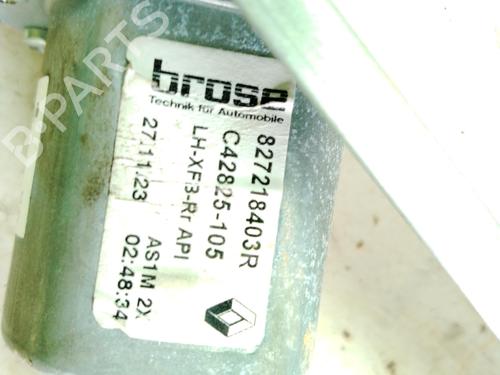 brose
Technik für Automobile
827218403R
C42825-105
LH-XFB-Rr API
27.11.23 AS1M 2X
02:48:34
B-PARTS